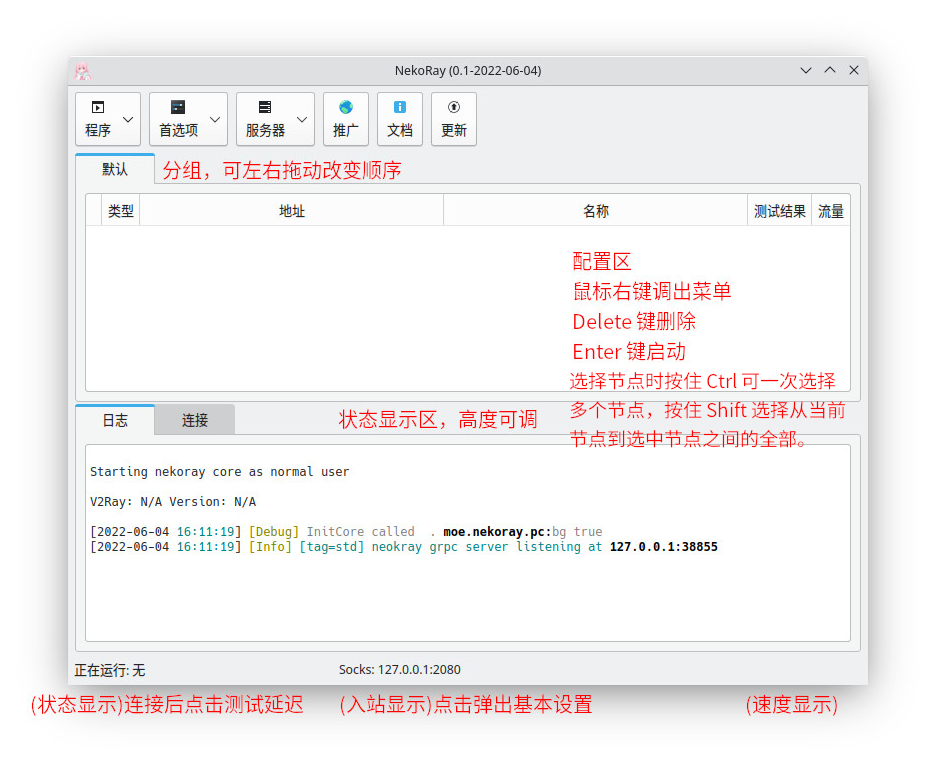 NekoRay (0.1-2022-06-04)
程序 首选项 服务器 推广 文档 更新
默认 分组，可左右拖动改变顺序
类型 地址 名称 测试结果 流量
配置区
鼠标右键调出菜单
Delete 键删除
Enter 键启动
选择节点时按住 Ctrl 可一次选择
多个节点，按住 Shift 选择从当前
节点到选中节点之间的全部。
日志 连接 状态显示区，高度可调
Starting nekoray core as normal user
V2Ray: N/A Version: N/A
[2022-06-04 16:11:19] [Debug] InitCore called  . moe.nekoray.pc:bg true
[2022-06-04 16:11:19] [Info] [tag=std] neokray grpc server listening at 127.0.0.1:38855
正在运行: 无 Socks: 127.0.0.1:2080
(状态显示)连接后点击测试延迟 (入站显示)点击弹出基本设置 (速度显示)